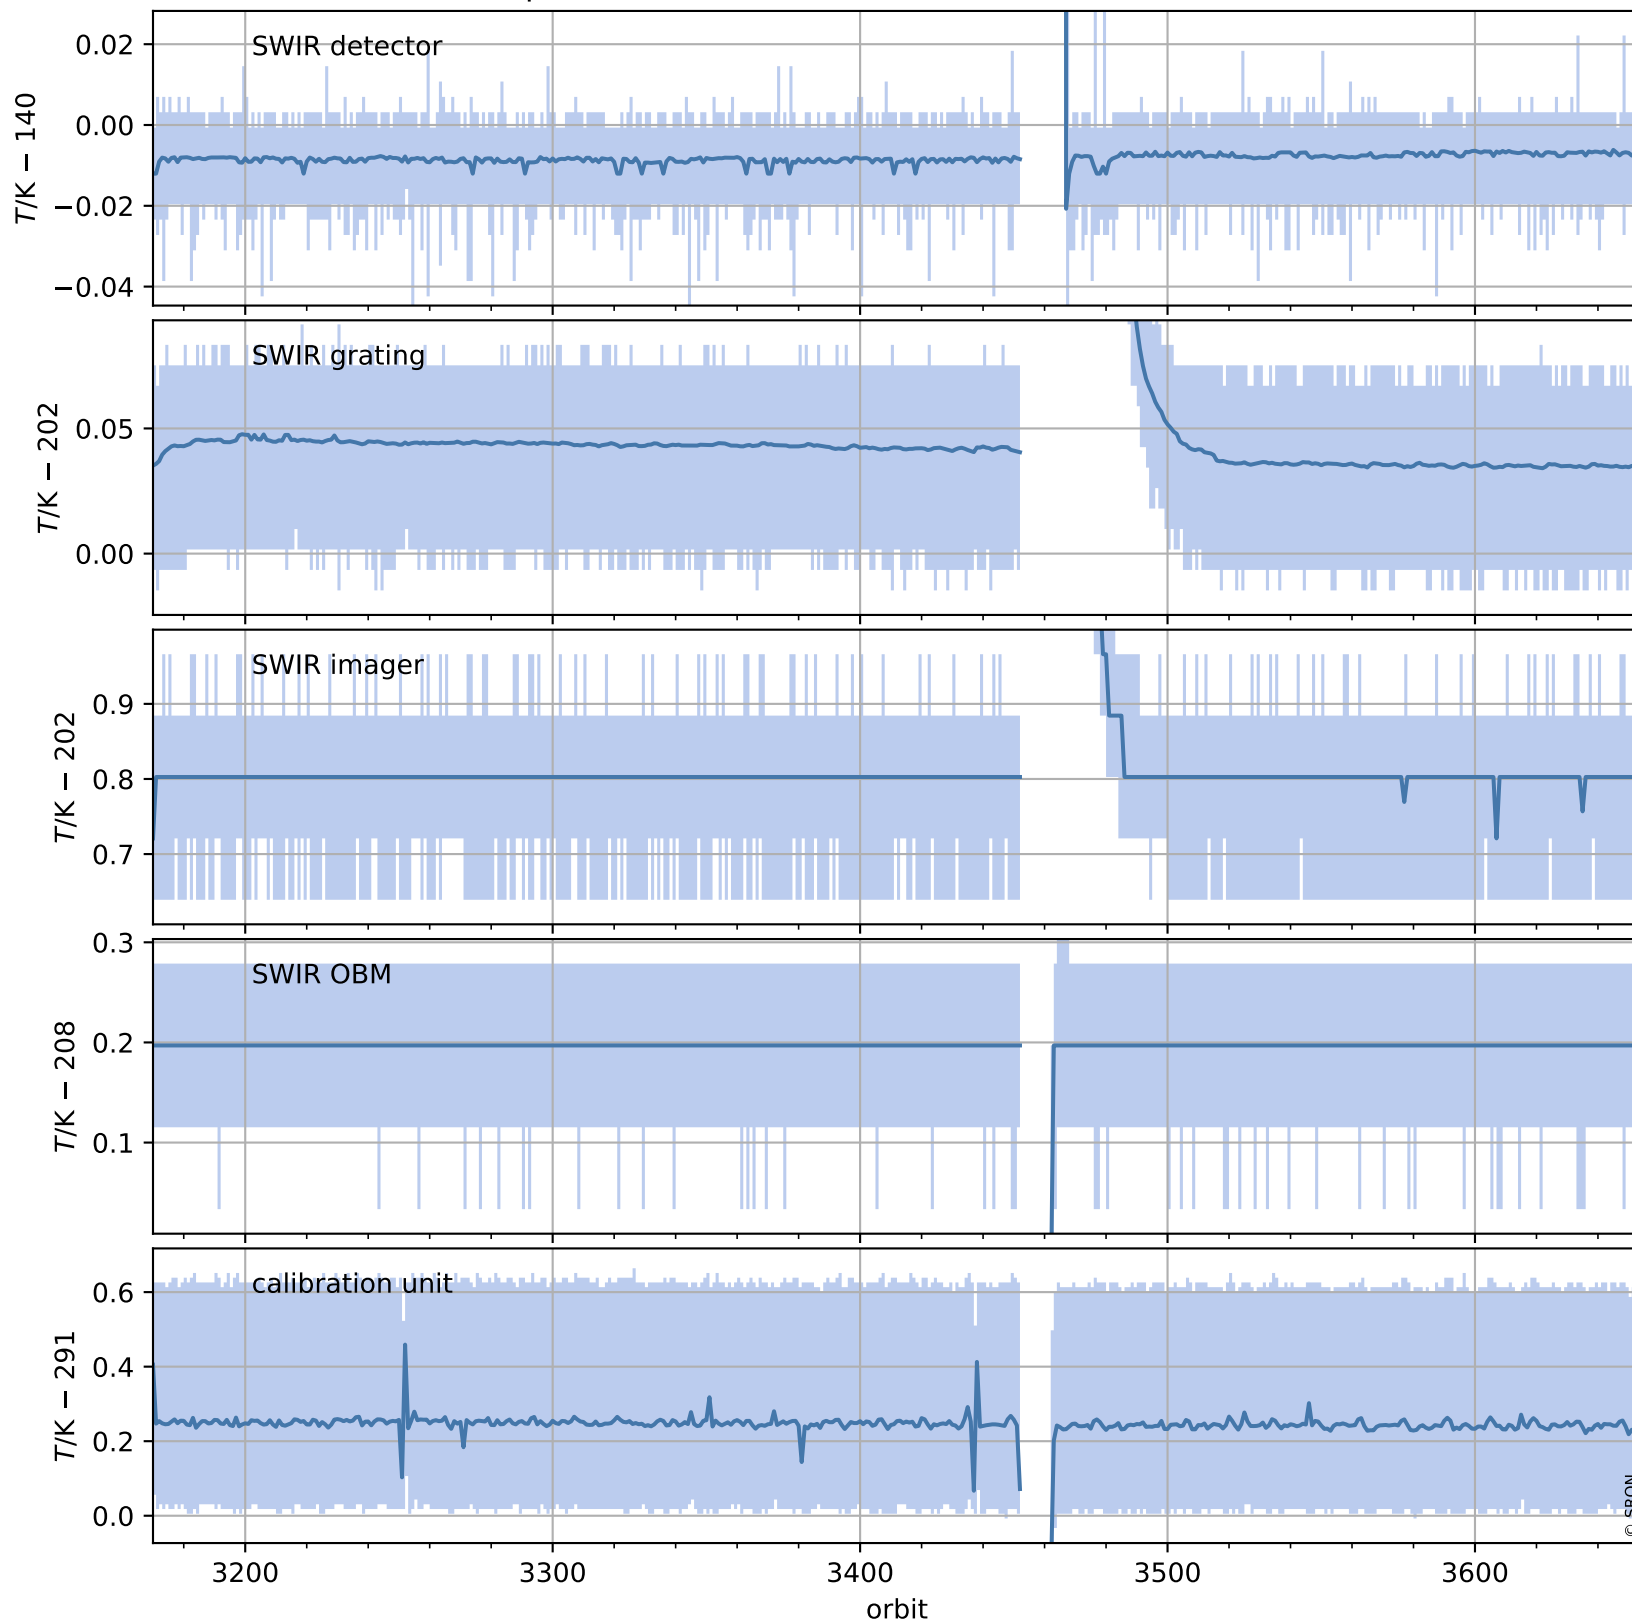 SWIR detector
T/K − 140
0.02
0.00
−0.02
−0.04
SWIR grating
T/K − 202
0.05
0.00
SWIR imager
T/K − 202
0.9
0.8
0.7
SWIR OBM
T/K − 208
0.3
0.2
0.1
calibration unit
T/K − 291
0.6
0.4
0.2
0.0
3200 3300 3400 3500 3600
orbit
© SRON